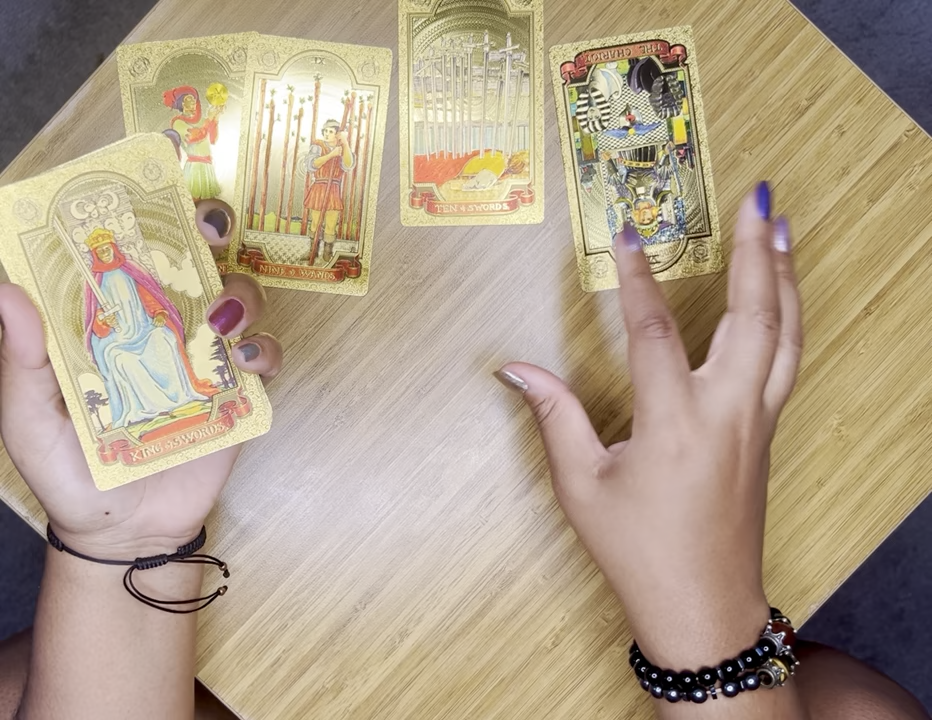 NINE of WANDS
TEN of SWORDS
THE CHARIOT
KING of SWORDS